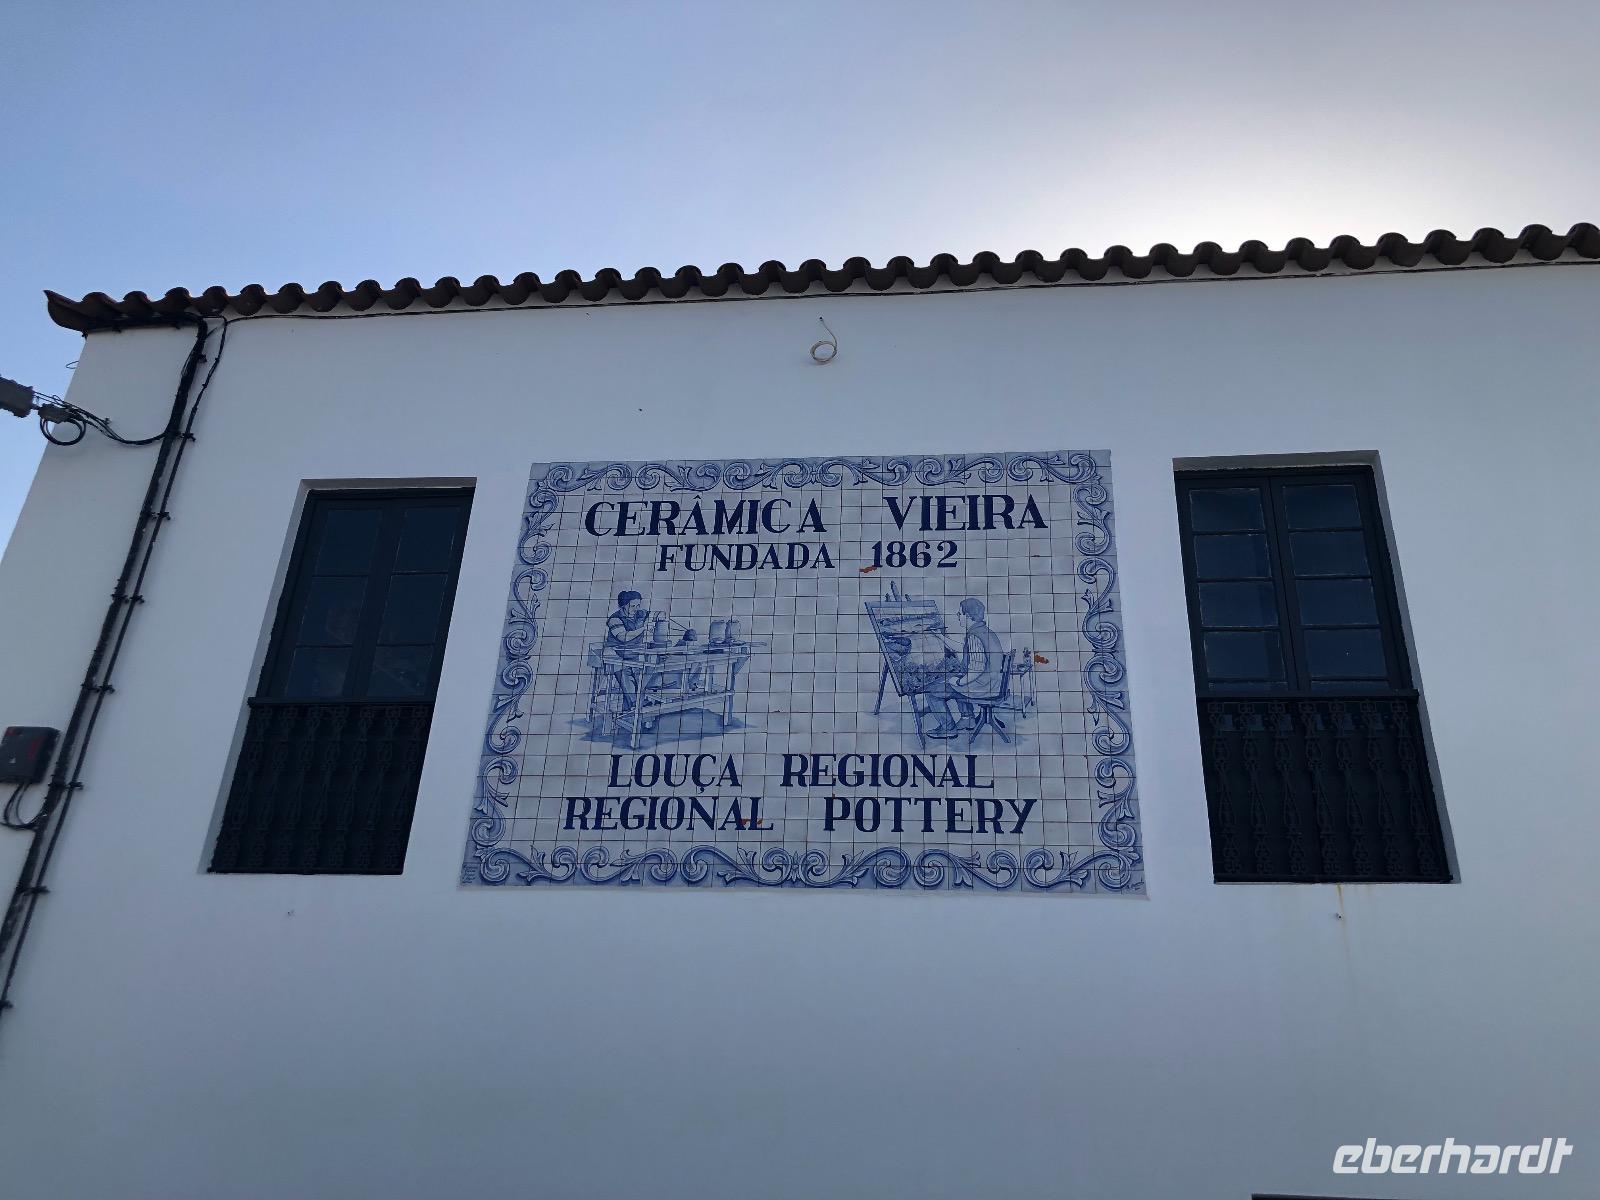 CERÂMICA VIEIRA
FUNDADA 1862
LOUÇA REGIONAL
REGIONAL POTTERY
eberhardt